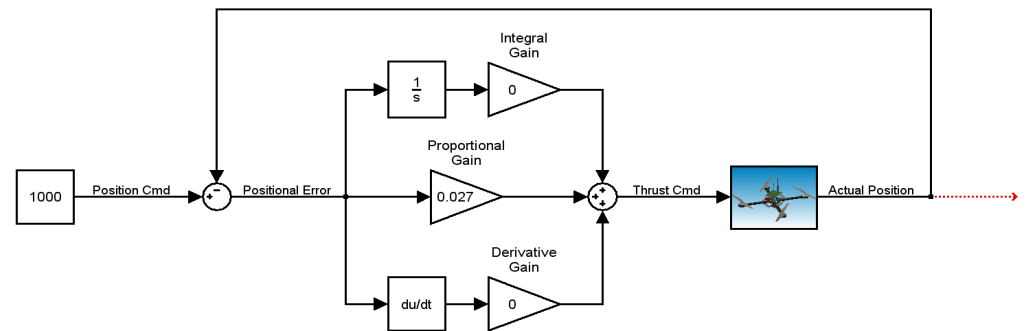 Integral
Gain
1
s
0
Proportional
Gain
1000
Position Cmd
−
+
Positional Error
0.027
+
+
+
Thrust Cmd
Actual Position
Derivative
Gain
du/dt
0